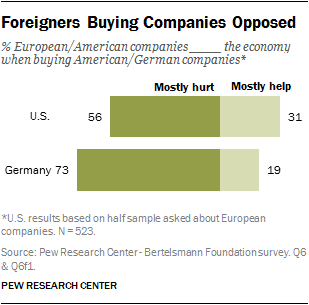 Foreigners Buying Companies Opposed
% European/American companies____ the economy
when buying American/German companies*
Mostly hurt Mostly help
U.S. 56 31
Germany 73 19
*U.S. results based on half sample asked about European
companies. N = 523.
Source: Pew Research Center - Bertelsmann Foundation survey. Q6
& Q6f1.
PEW RESEARCH CENTER